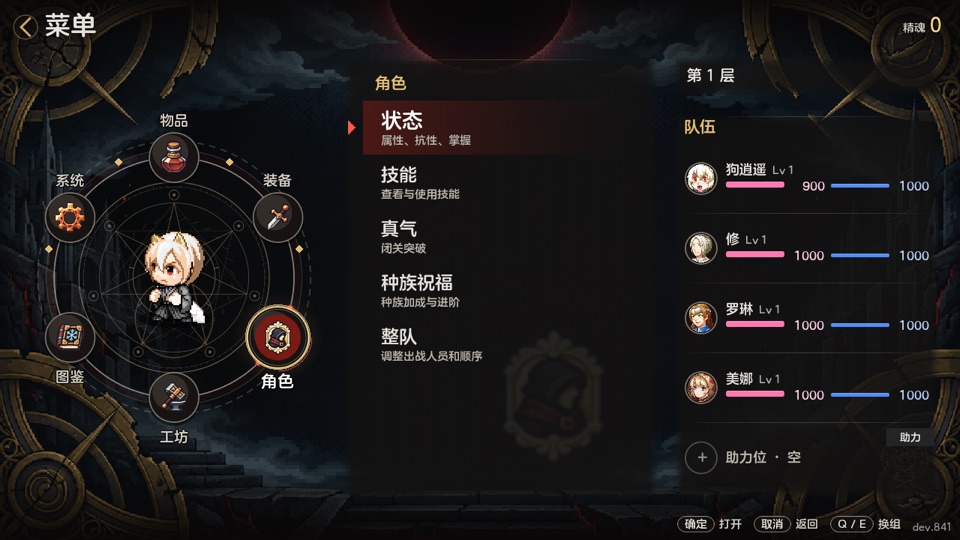 菜单
精魂 0
物品
系统
装备
图鉴
角色
工坊
角色
状态
属性、抗性、掌握
技能
查看与使用技能
真气
闭关突破
种族祝福
种族加成与进阶
整队
调整出战人员和顺序
第 1 层
队伍
狗逍遥 Lv 1
900 1000
修 Lv 1
1000 1000
罗琳 Lv 1
1000 1000
美娜 Lv 1
1000 1000
助力
+ 助力位 · 空
确定 打开 取消 返回 Q / E 换组 dev.841